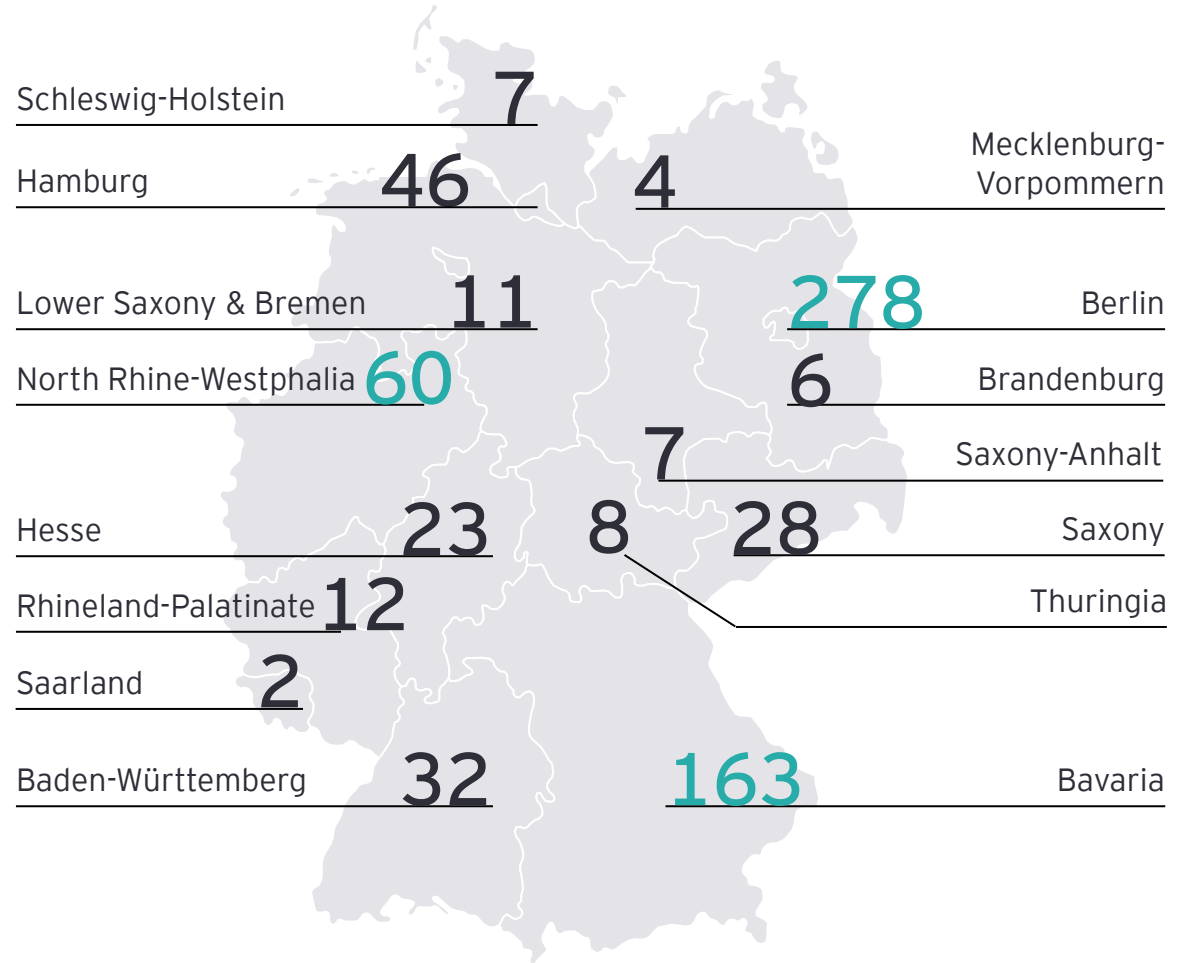 Schleswig-Holstein 7
Mecklenburg-
Vorpommern
Hamburg 46
4
Lower Saxony & Bremen 11
278 Berlin
North Rhine-Westphalia 60
6 Brandenburg
7 Saxony-Anhalt
Hesse 23
8
28 Saxony
Thuringia
Rhineland-Palatinate 12
Saarland 2
Baden-Württemberg 32
163 Bavaria